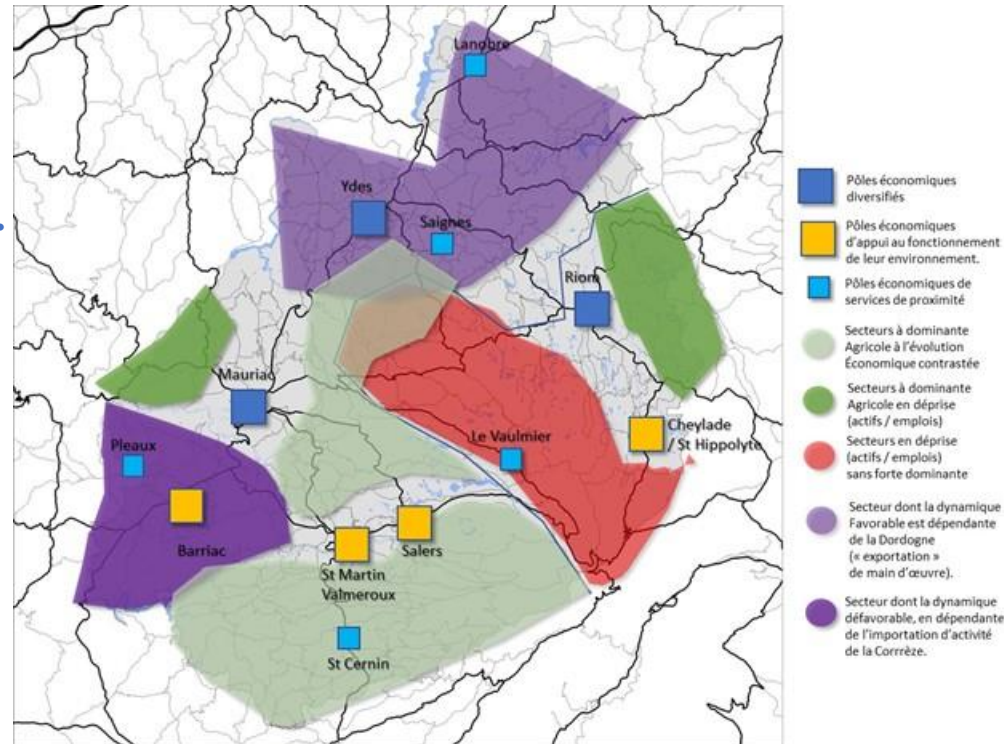 Lanobre
Ydes
Saignes
Riom
Mauriac
Cheylade
/ St Hippolyte
Le Vaulmier
Pleaux
Barriac
Salers
St Martin
Valmeroux
St Cernin
Pôles économiques
diversifiés
Pôles économiques
d'appui au fonctionnement
de leur environnement.
Pôles économiques de
services de proximité
Secteurs à dominante
Agricole à l'évolution
Économique contrastée
Secteurs à dominante
Agricole en déprise
(actifs / emplois)
Secteurs en déprise
(actifs / emplois)
sans forte dominante
Secteur dont la dynamique
Favorable est dépendante
de la Dordogne
(« exportation »
de main d'œuvre).
Secteur dont la dynamique
défavorable, en dépendante
de l'importation d'activité
de la Corrrèze.